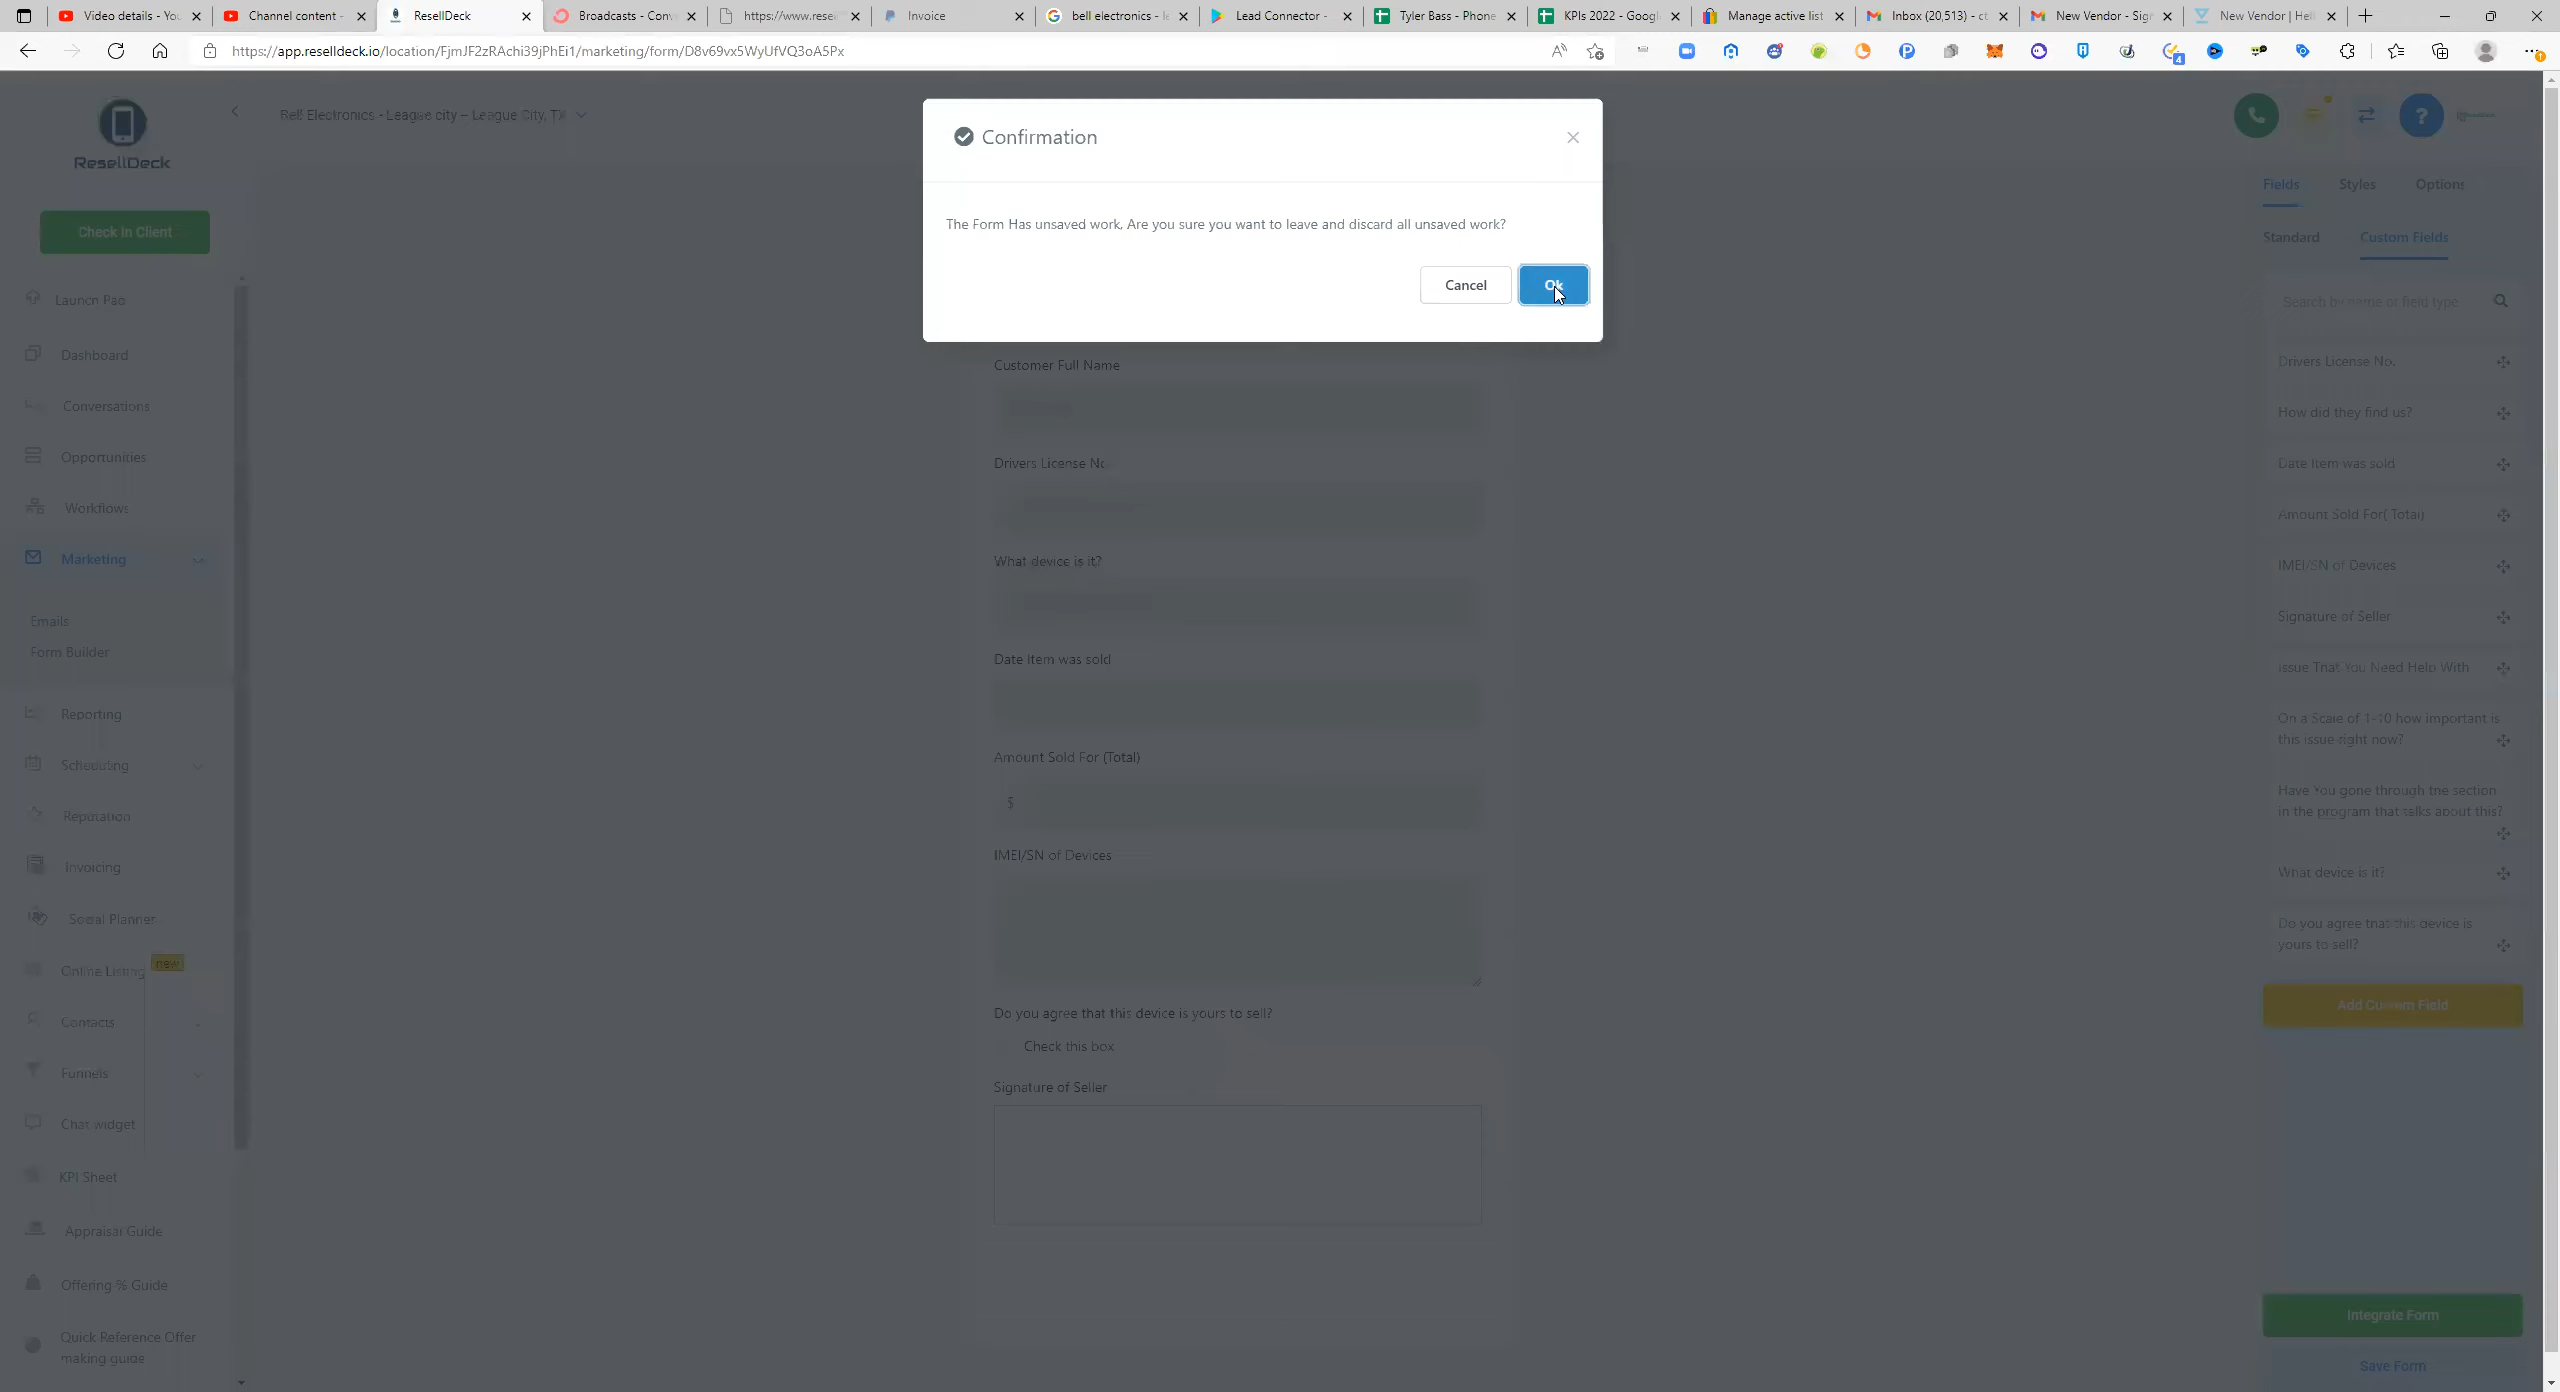 Video details - You
Channel content -
ResellDeck
Broadcasts - Conv
https://www.rese
Invoice
bell electronics - le
Lead Connector -
Tyler Bass - Phone
KPIs 2022 - Googl
Manage active list
Inbox (20,513) - ct
New Vendor - Sig
New Vendor | Hell
https://app.reselldeck.io/location/FjmJF2zRAchi39jPhEi1/marketing/form/D8v69vx5WyUfVQ3oA5Px
4
ResellDeck
Bell Electronics - League city – League City, TX
Check In Client
Launch Pad
Dashboard
Conversations
Opportunities
Workflows
Marketing
Emails
Form Builder
Reporting
Scheduling
Reputation
Invoicing
Social Planner
Online Listing
new
Contacts
Funnels
Chat widget
KPI Sheet
Appraisal Guide
Offering % Guide
Quick Reference Offer
making guide
Confirmation
The Form Has unsaved work, Are you sure you want to leave and discard all unsaved work?
Cancel
Ok
Customer Full Name
Drivers License No.
What device is it?
Date Item was sold
Amount Sold For (Total)
$
IMEI/SN of Devices
Do you agree that this device is yours to sell?
Check this box
Signature of Seller
?
Fields
Styles
Options
Standard
Custom Fields
Search by name or field type
Drivers License No.
How did they find us?
Date Item was sold
Amount Sold For( Total)
IMEI/SN of Devices
Signature of Seller
Issue That You Need Help With
On a Scale of 1-10 how important is
this issue right now?
Have You gone through the section
in the program that talks about this?
What device is it?
Do you agree that this device is
yours to sell?
Add Custom Field
Integrate Form
Save Form